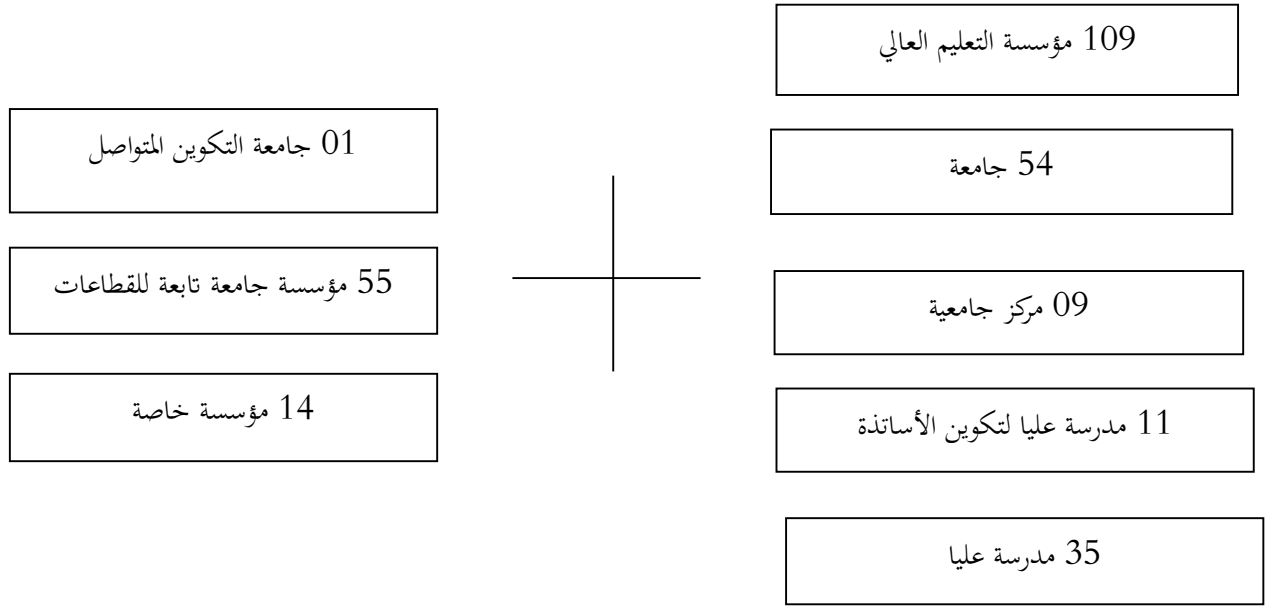 109 مؤسسة التعليم العالي
54 جامعة
09 مركز جامعية
11 مدرسة عليا لتكوين الأساتذة
35 مدرسة عليا
01 جامعة التكوين المتواصل
55 مؤسسة جامعة تابعة للقطاعات
14 مؤسسة خاصة